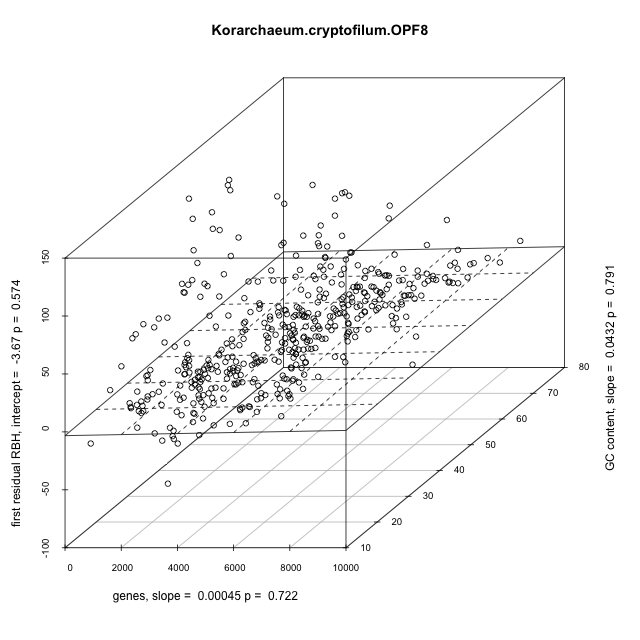 Korarchaeum.cryptofilum.OPF8
first residual RBH, intercept = -3.67 p = 0.574
150
100
50
0
-50
-100
0 2000 4000 6000 8000 10000
genes, slope = 0.00045 p = 0.722
10
20
30
40
50
60
70
80
GC content, slope = 0.0432 p = 0.791